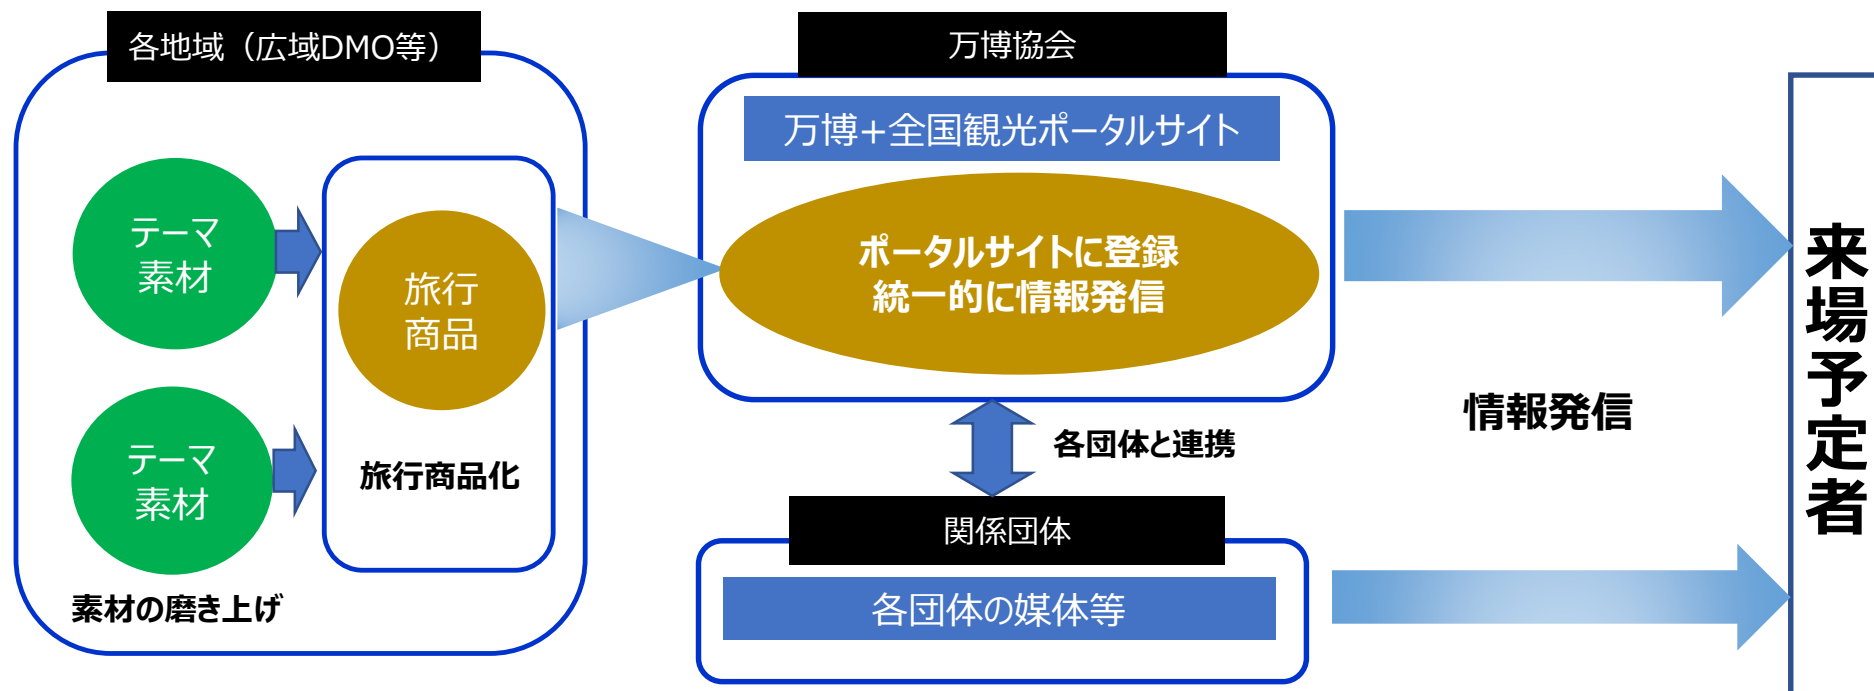 各地域（広域DMO等）
テーマ
素材
テーマ
素材
素材の磨き上げ
旅行
商品
旅行商品化
万博協会
万博+全国観光ポータルサイト
ポータルサイトに登録
統一的に情報発信
各団体と連携
関係団体
各団体の媒体等
情報発信
来場予定者